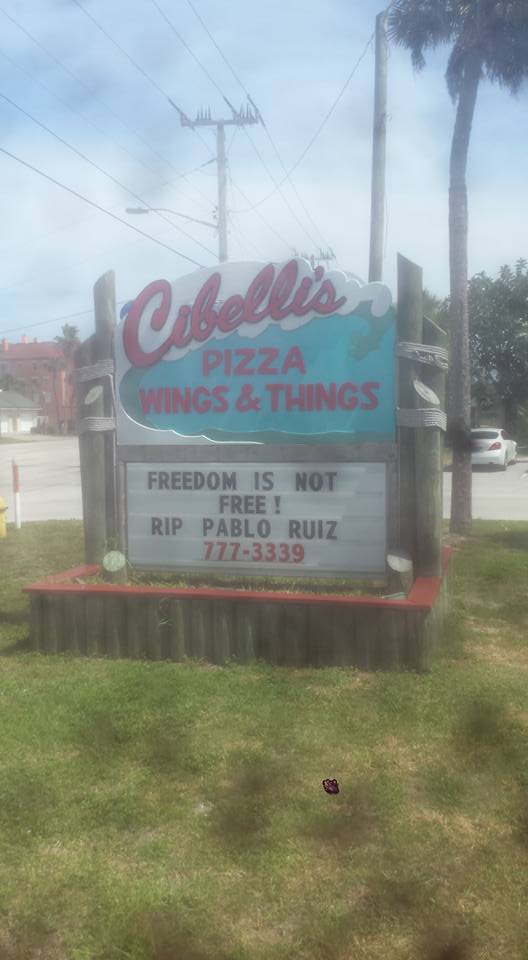 Cibelli's
PIZZA
WINGS & THINGS
FREEDOM IS NOT
FREE!
RIP PABLO RUIZ
777-3339